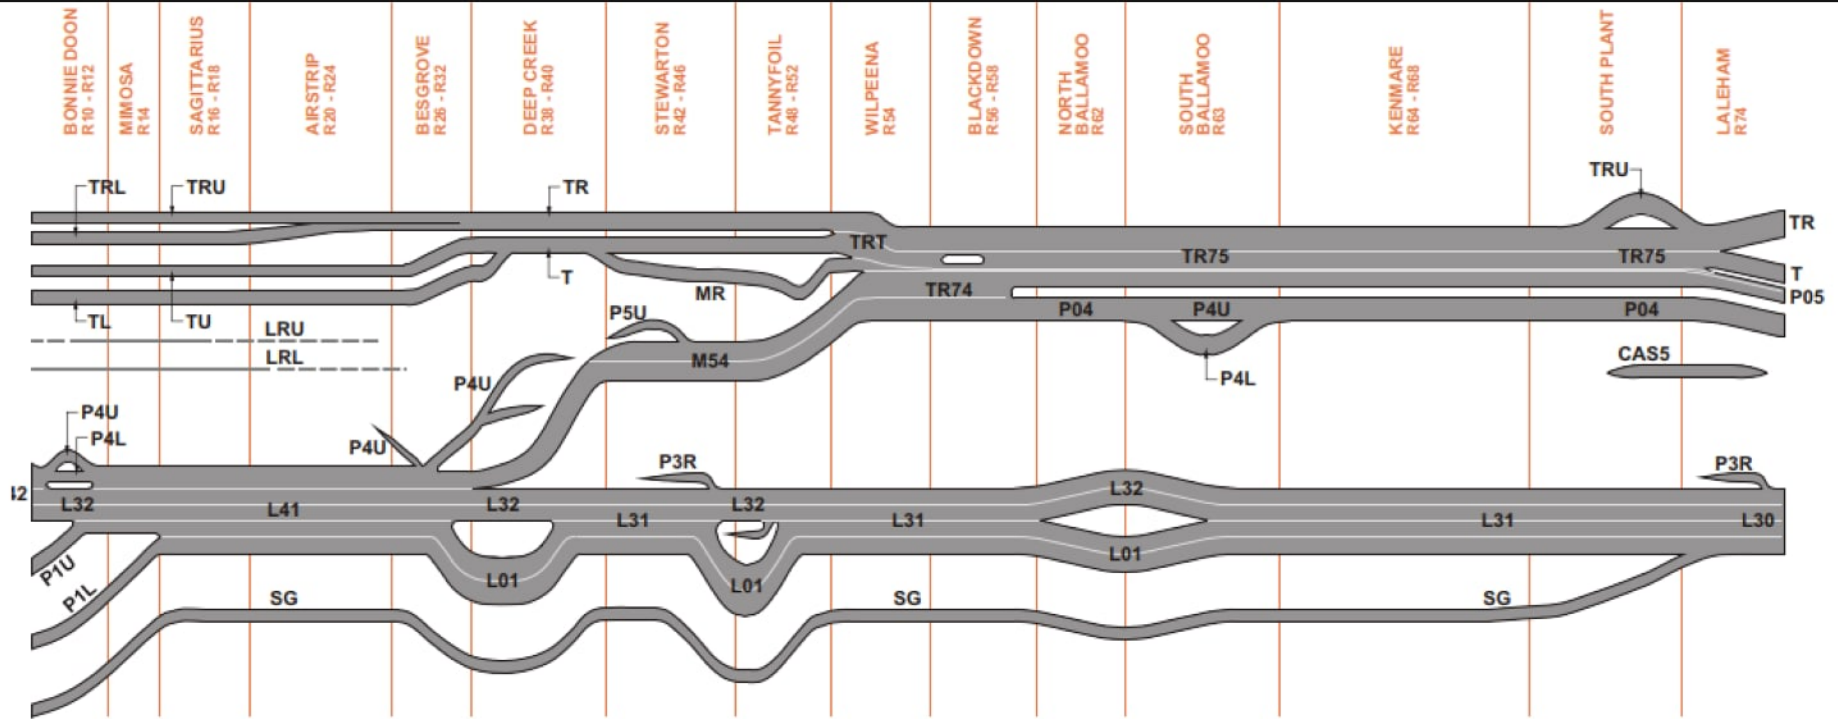 BONNIE DOON
R10 - R12
MIMOSA
R14
SAGITTARIUS
R16 - R18
AIRSTRIP
R20 - R24
BESGROVE
R26 - R32
DEEP CREEK
R38 - R40
STEWARTON
R42 - R46
TANNYFOIL
R48 - R52
WILPEENA
R54
BLACKDOWN
R56 - R58
NORTH
BALLAMOO
R62
SOUTH
BALLAMOO
R63
KENMARE
R64 - R68
SOUTH PLANT
LALEHAM
R74
TRL
TRU
TR
TRU
TR
TRT
TR75
TR75
T
T
MR
TR74
P05
TL
TU
LRU
P5U
P04
P4U
P04
LRL
M54
CAS5
P4U
P4L
P4U
P4L
P4U
P3R
P3R
42
L32
L41
L32
L31
L32
L31
L32
L31
L30
P1U
P1L
L01
L01
L01
SG
SG
SG